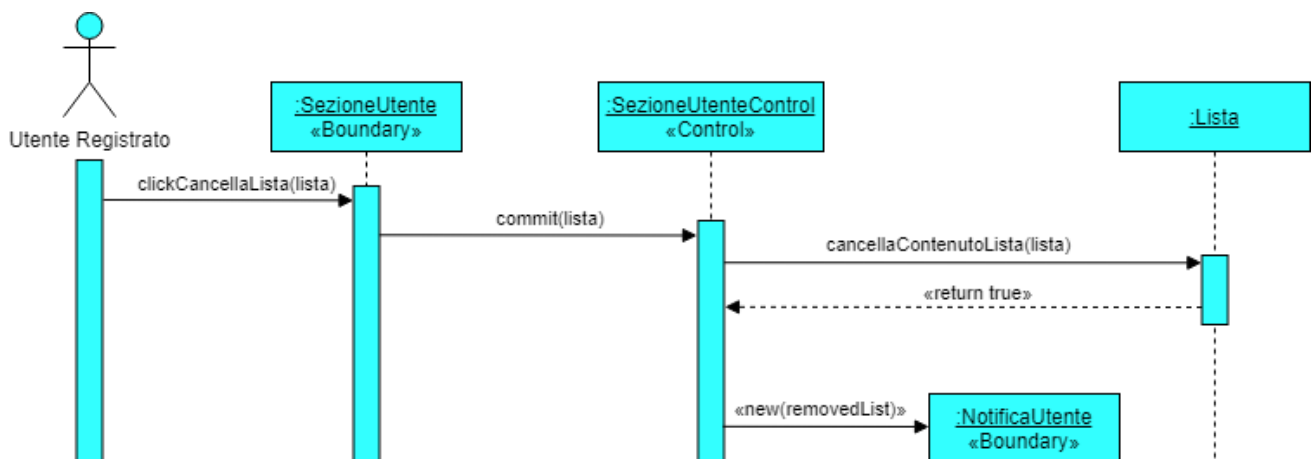 Utente Registrato
:SezioneUtente
«Boundary»
:SezioneUtenteControl
«Control»
:Lista
clickCancellaLista(lista)
commit(lista)
cancellaContenutoLista(lista)
«return true»
«new(removedList)»
:NotificaUtente
«Boundary»